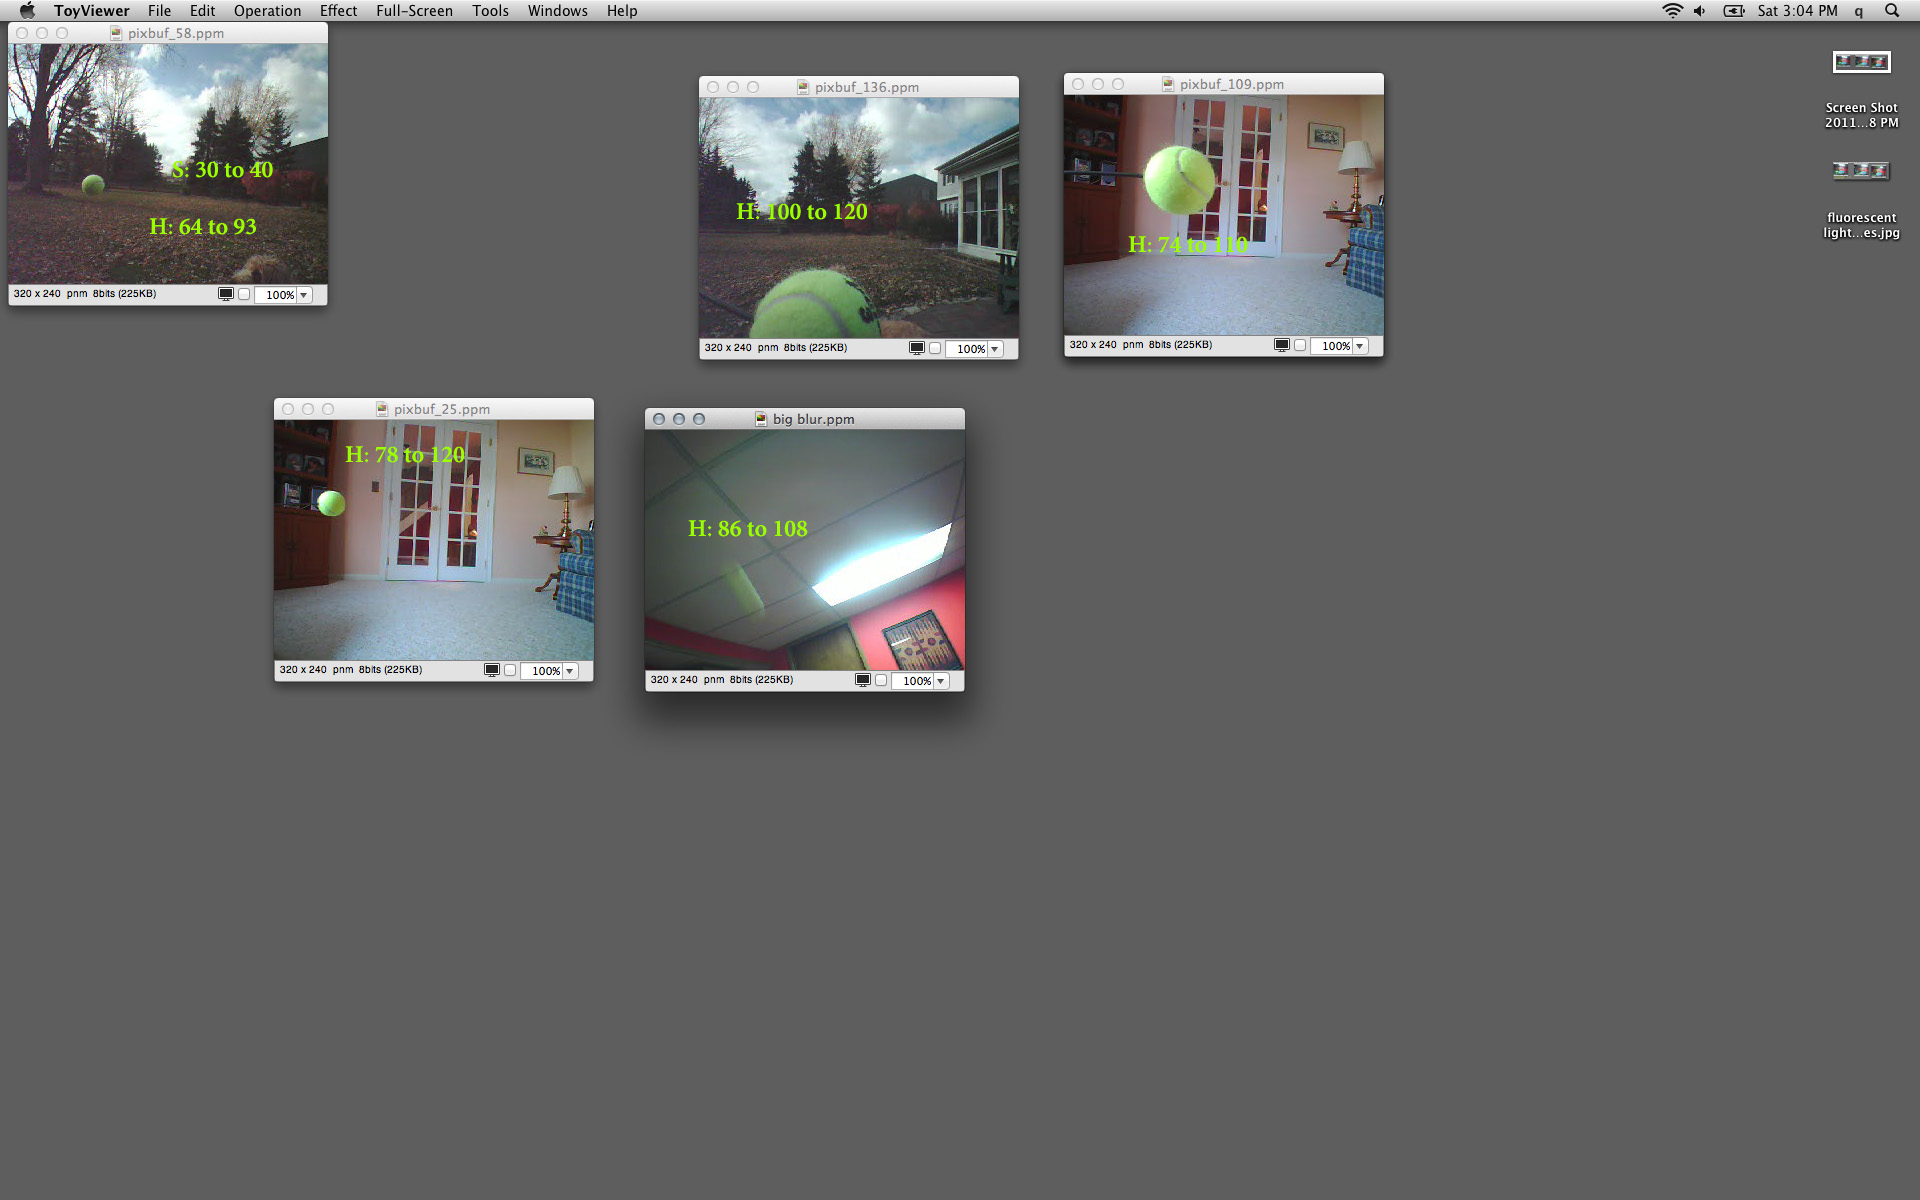 ToyViewer File Edit Operation Effect Full-Screen Tools Windows Help Sat 3:04 PM q
pixbuf_58.ppm
S: 30 to 40
H: 64 to 93
320 x 240 pnm 8bits (225KB) 100%
pixbuf_136.ppm
H: 100 to 120
320 x 240 pnm 8bits (225KB) 100%
pixbuf_109.ppm
H: 74 to 110
320 x 240 pnm 8bits (225KB) 100%
Screen Shot
2011...8 PM
fluorescent
light...es.jpg
pixbuf_25.ppm
H: 78 to 120
320 x 240 pnm 8bits (225KB) 100%
big blur.ppm
H: 86 to 108
320 x 240 pnm 8bits (225KB) 100%